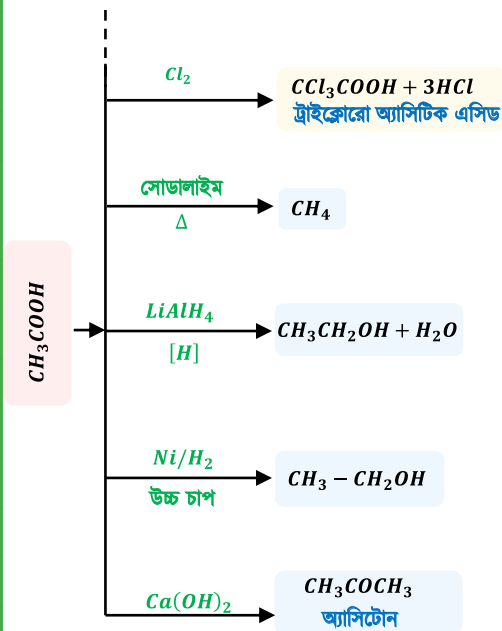 Cl₂
CCl₃COOH + 3HCl
ট্রাইক্লোরো অ্যাসিটিক এসিড
সোডালাইম
Δ
CH₄
CH₃COOH
LiAlH₄
[H]
CH₃CH₂OH + H₂O
Ni/H₂
উচ্চ চাপ
CH₃ − CH₂OH
Ca(OH)₂
CH₃COCH₃
অ্যাসিটোন